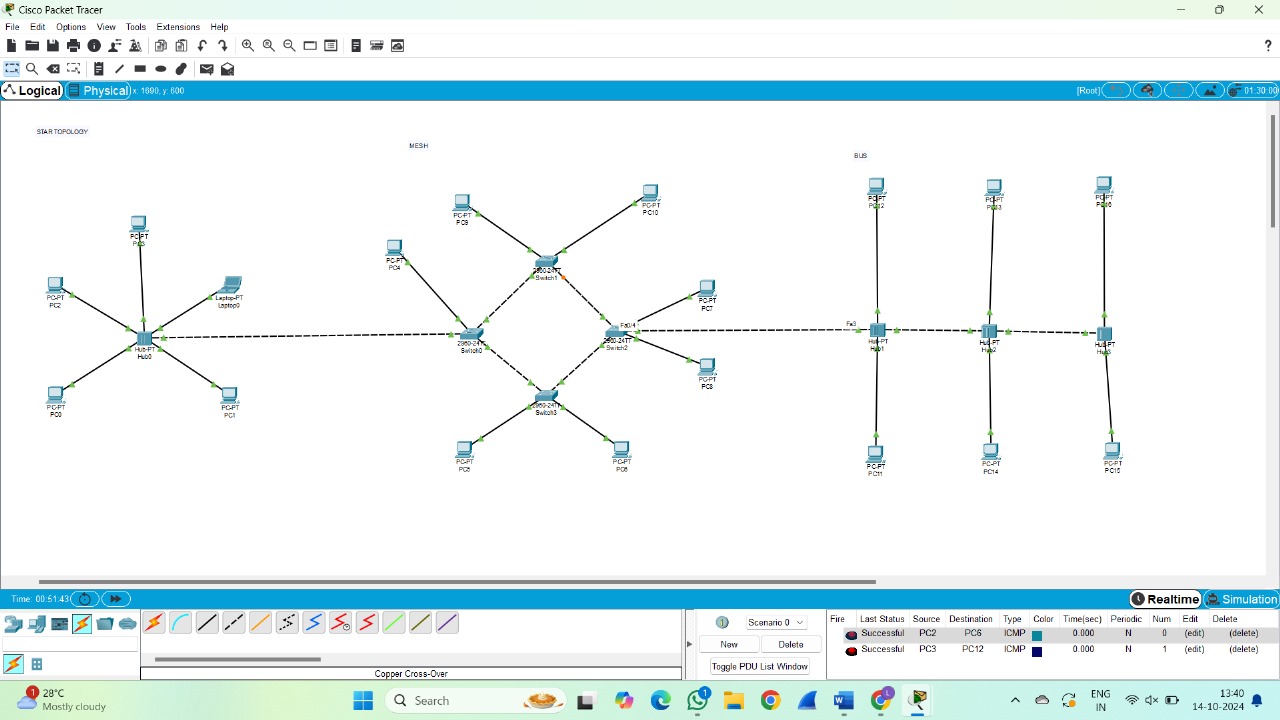 Cisco Packet Tracer
File Edit Options View Tools Extensions Help
Logical Physical x: 1690, y: 600 [Root] 01:30:00
STAR TOPOLOGY
MESH
BUS
PC-PT
PC3
PC-PT
PC2
Laptop-PT
Laptop0
Hub-PT
Hub0
PC-PT
PC0
PC-PT
PC1
PC-PT
PC9
PC-PT
PC10
PC-PT
PC4
2960-24TT
Switch1
PC-PT
PC7
Fa0/4
2960-24TT
Switch0
2960-24TT
Switch2
PC-PT
PC8
2960-24TT
Switch3
PC-PT
PC5
PC-PT
PC6
PC-PT
PC12
PC-PT
PC13
PC-PT
Fa3
Hub-PT
Hub1
Hub-PT
Hub2
Hub-PT
PC-PT
PC11
PC-PT
PC14
PC-PT
PC15
Time: 00:51:43 Realtime Simulation
Scenario 0
New Delete
Toggle PDU List Window
Copper Cross-Over
Fire Last Status Source Destination Type Color Time(sec) Periodic Num Edit Delete
Successful PC2 PC6 ICMP 0.000 N 0 (edit) (delete)
Successful PC3 PC12 ICMP 0.000 N 1 (edit) (delete)
1
28°C
Mostly cloudy
Search
1
L
ENG
IN
13:40
14-10-2024